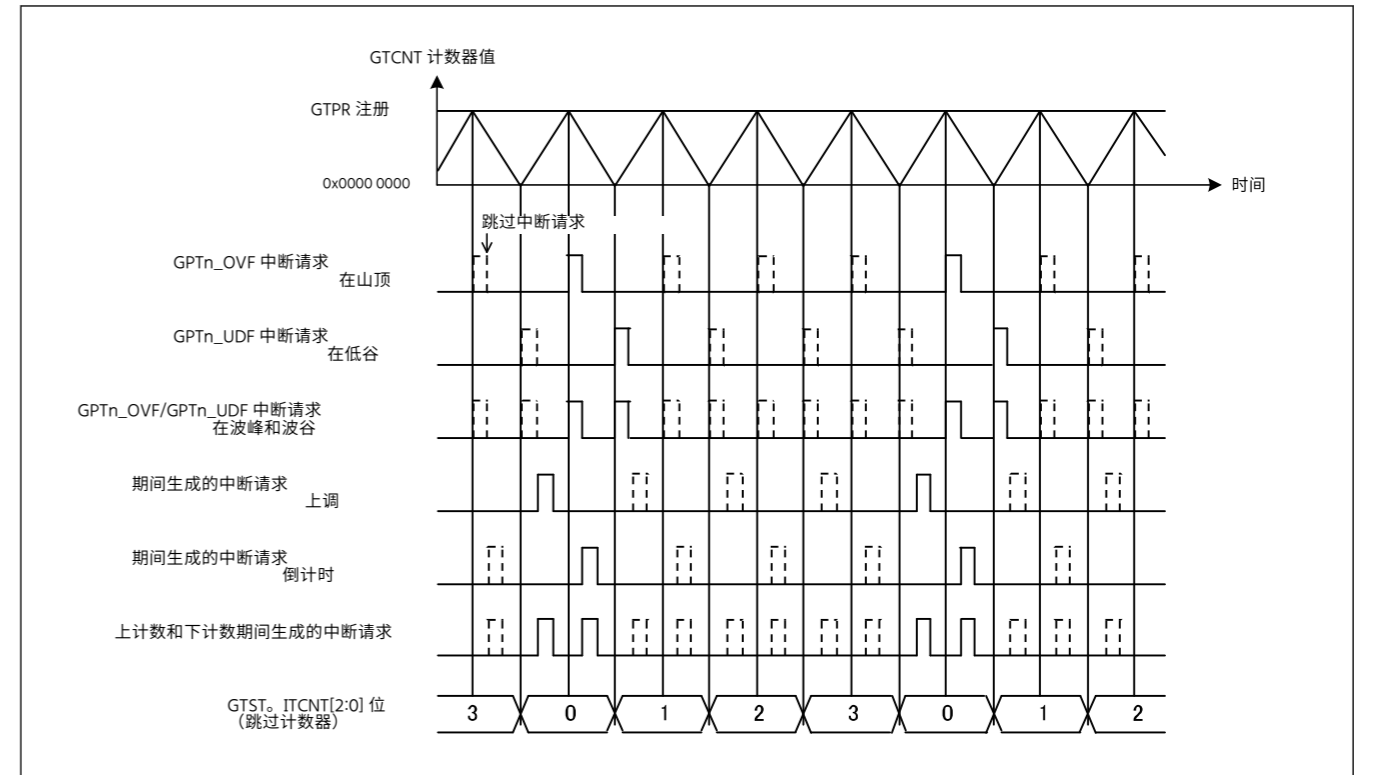 GTCNT 计数器值
GTPR 注册
0x0000 0000
时间
跳过中断请求
GPTn_OVF 中断请求
在山顶
GPTn_UDF 中断请求
在低谷
GPTn_OVF/GPTn_UDF 中断请求
在波峰和波谷
期间生成的中断请求
上调
期间生成的中断请求
倒计时
上计数和下计数期间生成的中断请求
GTST。ITCNT[2:0] 位
（跳过计数器）
3 0 1 2 3 0 1 2